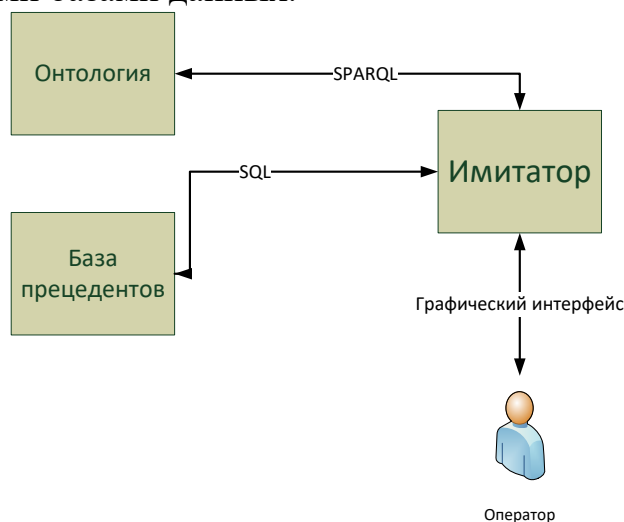 Онтология
SPARQL
Имитатор
SQL
База
прецедентов
Графический интерфейс
Оператор